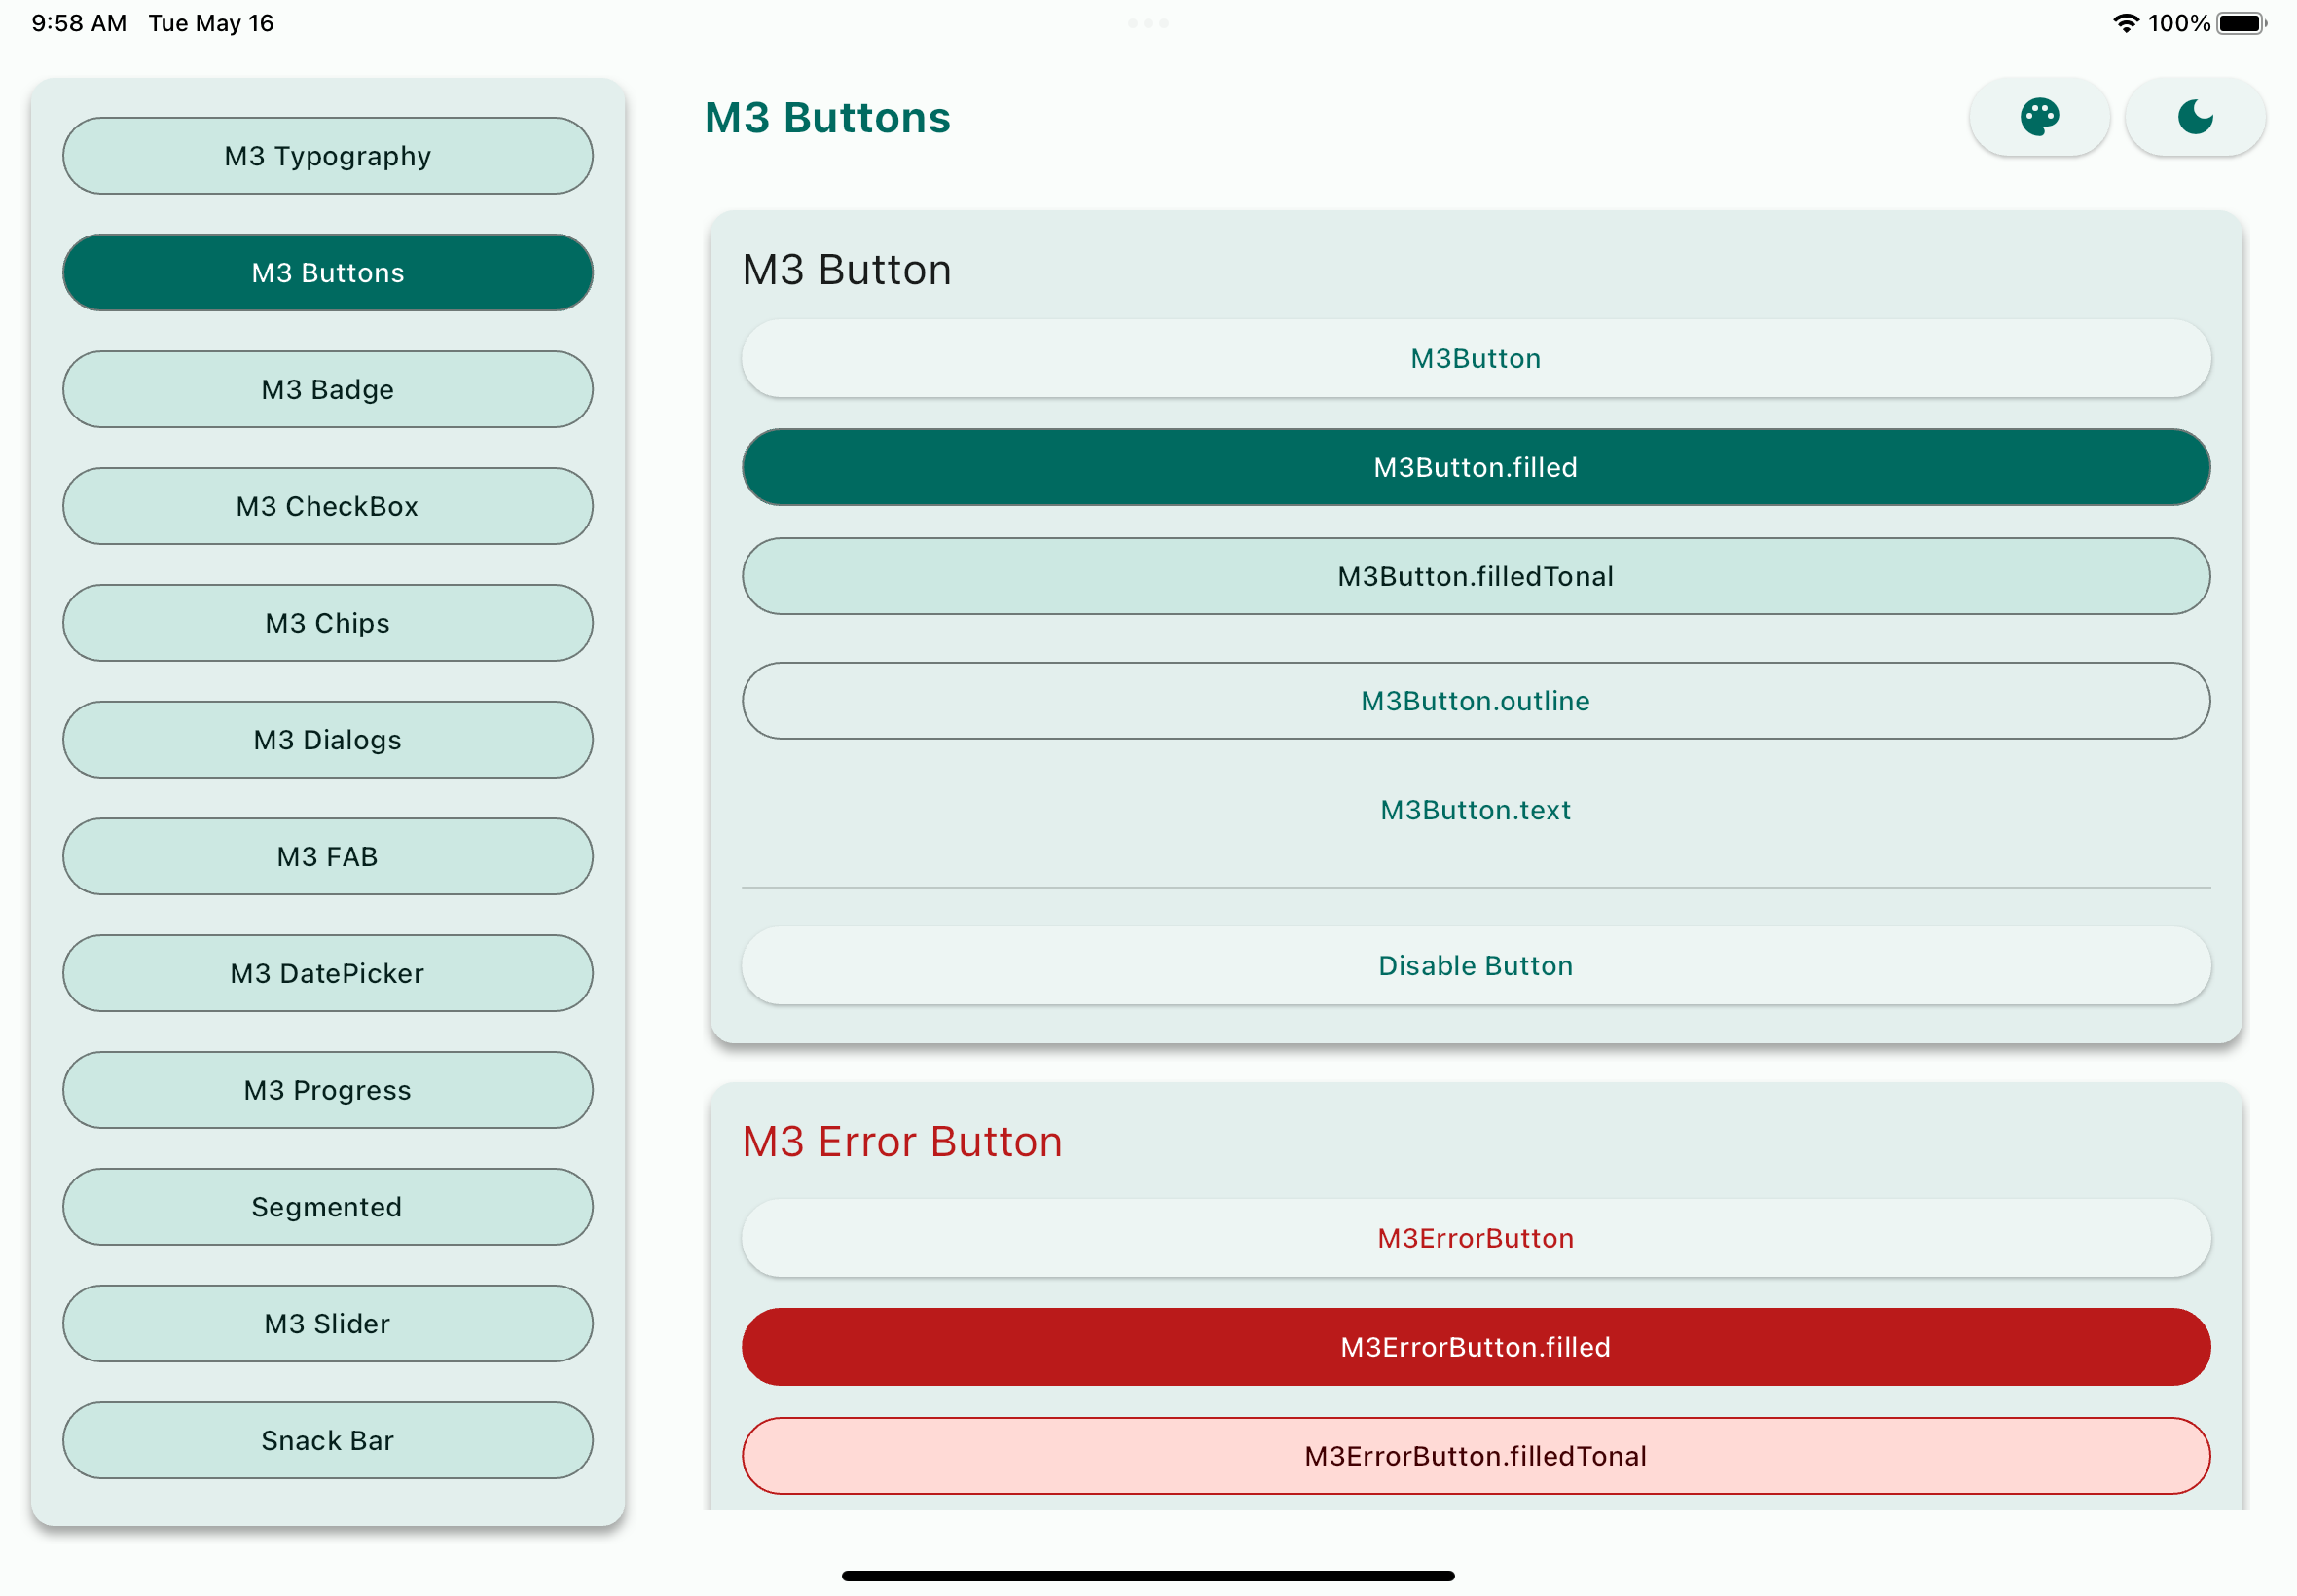 9:58 AM Tue May 16
100%
M3 Typography
M3 Buttons
M3 Badge
M3 CheckBox
M3 Chips
M3 Dialogs
M3 FAB
M3 DatePicker
M3 Progress
Segmented
M3 Slider
Snack Bar
M3 Buttons
M3 Button
M3Button
M3Button.filled
M3Button.filledTonal
M3Button.outline
M3Button.text
Disable Button
M3 Error Button
M3ErrorButton
M3ErrorButton.filled
M3ErrorButton.filledTonal